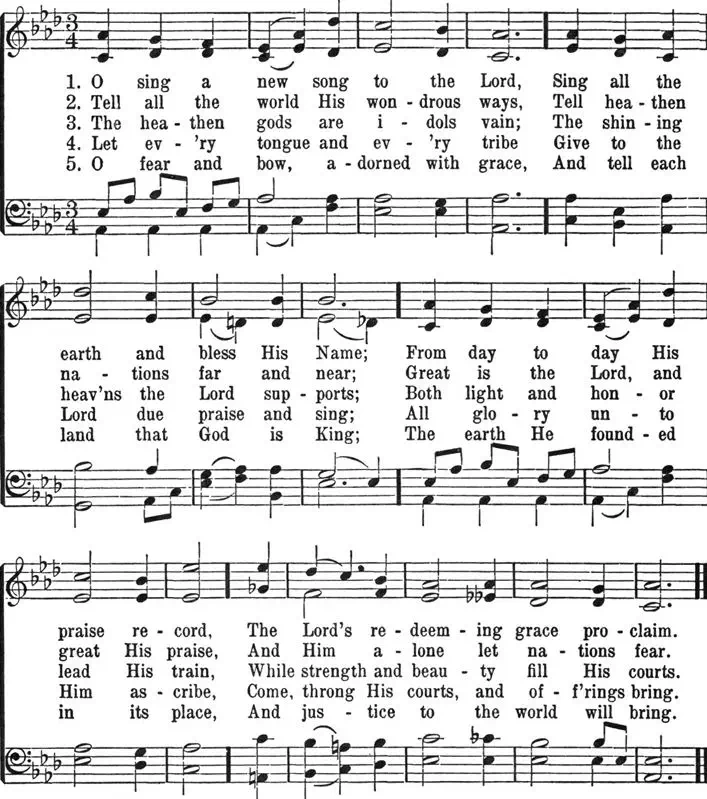 3 4
1. O sing a new song to the Lord, Sing all the
2. Tell all the world His won - drous ways, Tell hea - then
3. The hea - then gods are i - dols vain; The shin - ing
4. Let ev - 'ry tongue and ev - 'ry tribe Give to the
5. O fear and bow, a - dorned with grace, And tell each
3 4
earth and bless His Name; From day to day His
na - tions far and near; Great is the Lord, and
heav'ns the Lord sup - ports; Both light and hon - or
Lord due praise and sing; All glo - ry un - to
land that God is King; The earth He found - ed
praise re - cord, The Lord's re - deem - ing grace pro - claim.
great His praise, And Him a - lone let na - tions fear.
lead His train, While strength and beau - ty fill His courts.
Him as - cribe, Come, throng His courts, and of - f'rings bring.
in its place, And jus - tice to the world will bring.